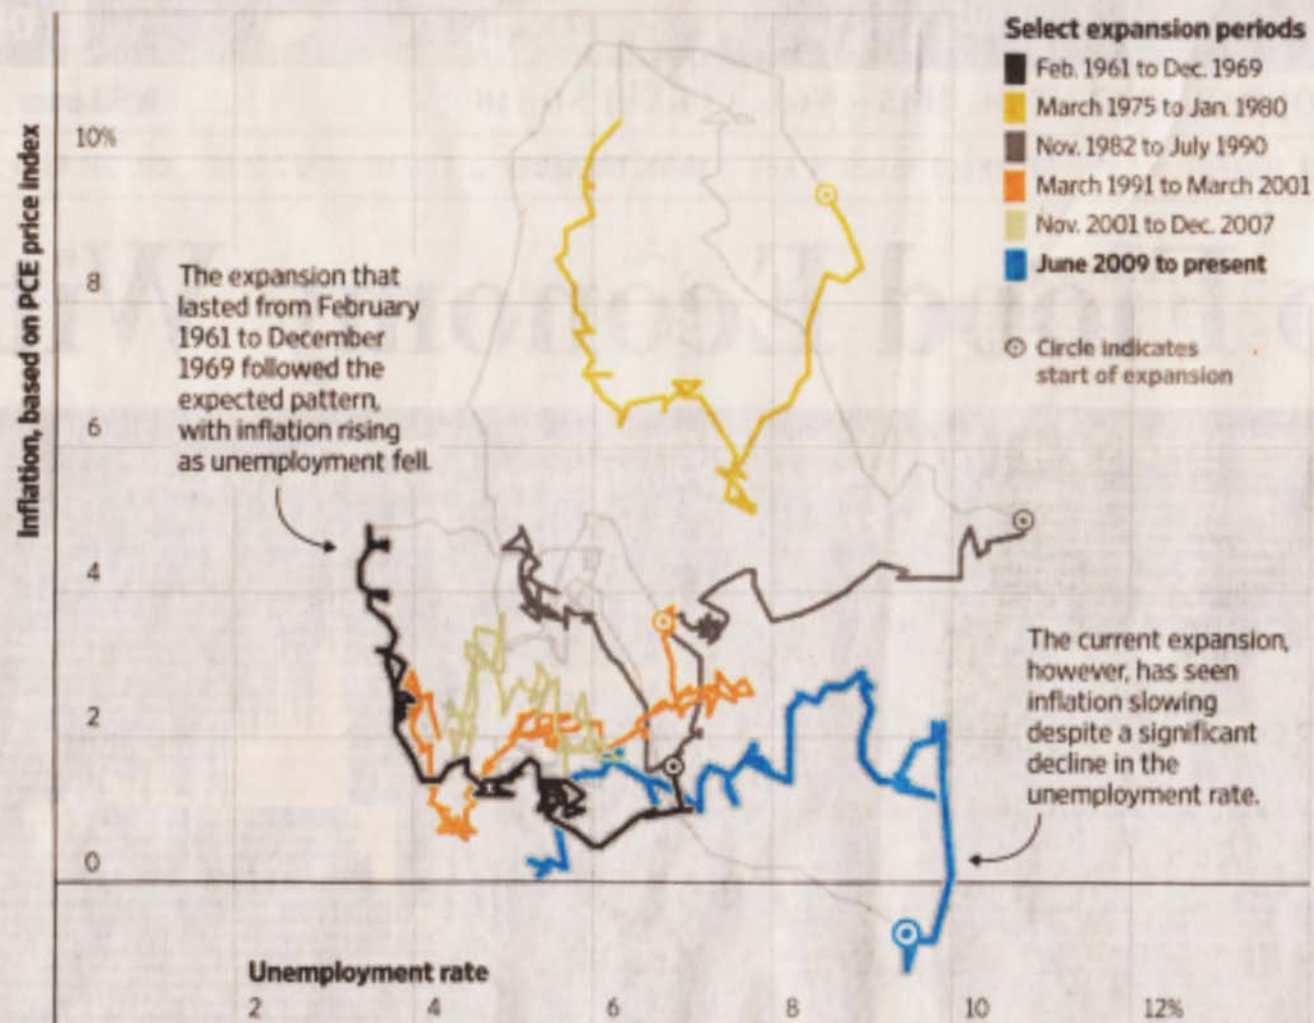 Select expansion periods
Feb. 1961 to Dec. 1969
March 1975 to Jan. 1980
Nov. 1982 to July 1990
March 1991 to March 2001
Nov. 2001 to Dec. 2007
June 2009 to present
Circle indicates
start of expansion
Inflation, based on PCE price index
10%
8
6
4
2
0
The expansion that
lasted from February
1961 to December
1969 followed the
expected pattern,
with inflation rising
as unemployment fell.
The current expansion,
however, has seen
inflation slowing
despite a significant
decline in the
unemployment rate.
Unemployment rate
2
4
6
8
10
12%